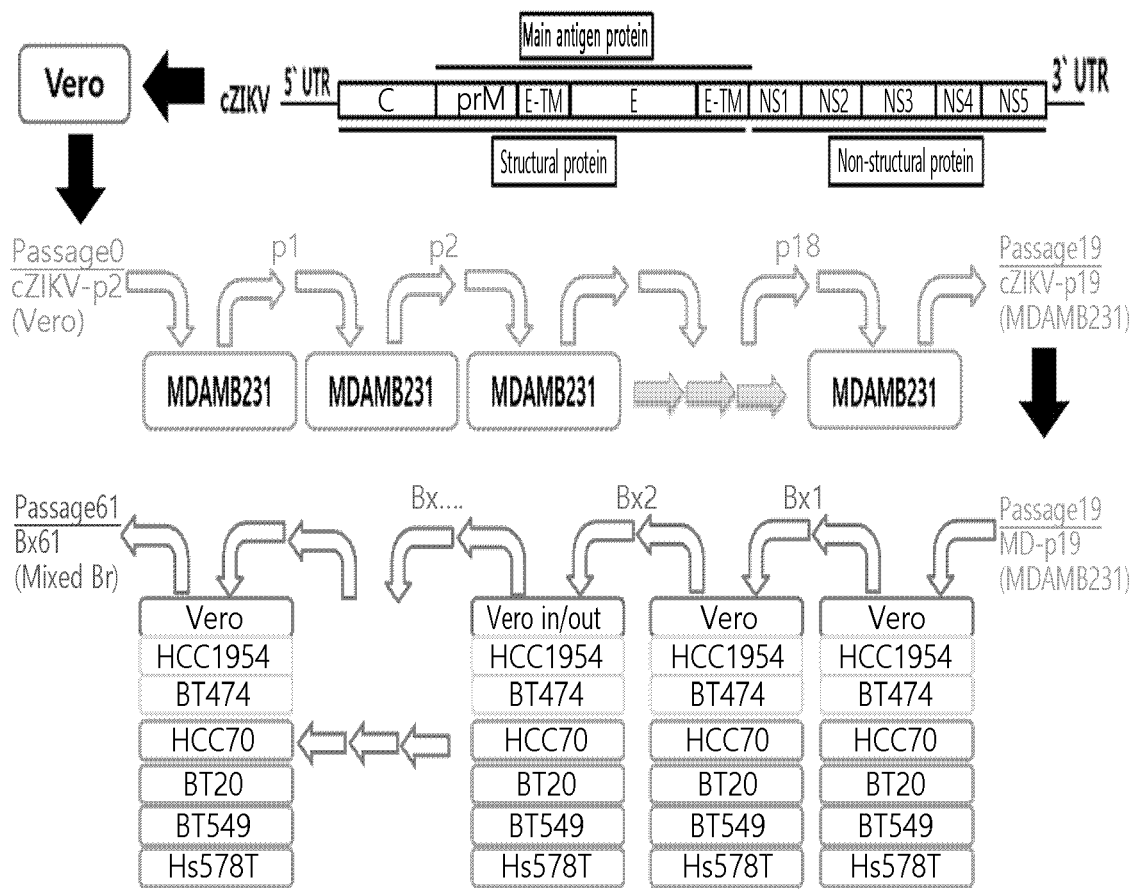 Main antigen protein
Vero
cZIKV
5` UTR
C
prM
E-TM
E
E-TM
NS1
NS2
NS3
NS4
NS5
3` UTR
Structural protein
Non-structural protein
Passage0
cZIKV-p2
(Vero)
p1
p2
p18
Passage19
cZIKV-p19
(MDAMB231)
MDAMB231
MDAMB231
MDAMB231
MDAMB231
Passage61
Bx61
(Mixed Br)
Bx....
Bx2
Bx1
Passage19
MD-p19
(MDAMB231)
Vero
HCC1954
BT474
HCC70
BT20
BT549
Hs578T
Vero in/out
HCC1954
BT474
HCC70
BT20
BT549
Hs578T
Vero
HCC1954
BT474
HCC70
BT20
BT549
Hs578T
Vero
HCC1954
BT474
HCC70
BT20
BT549
Hs578T